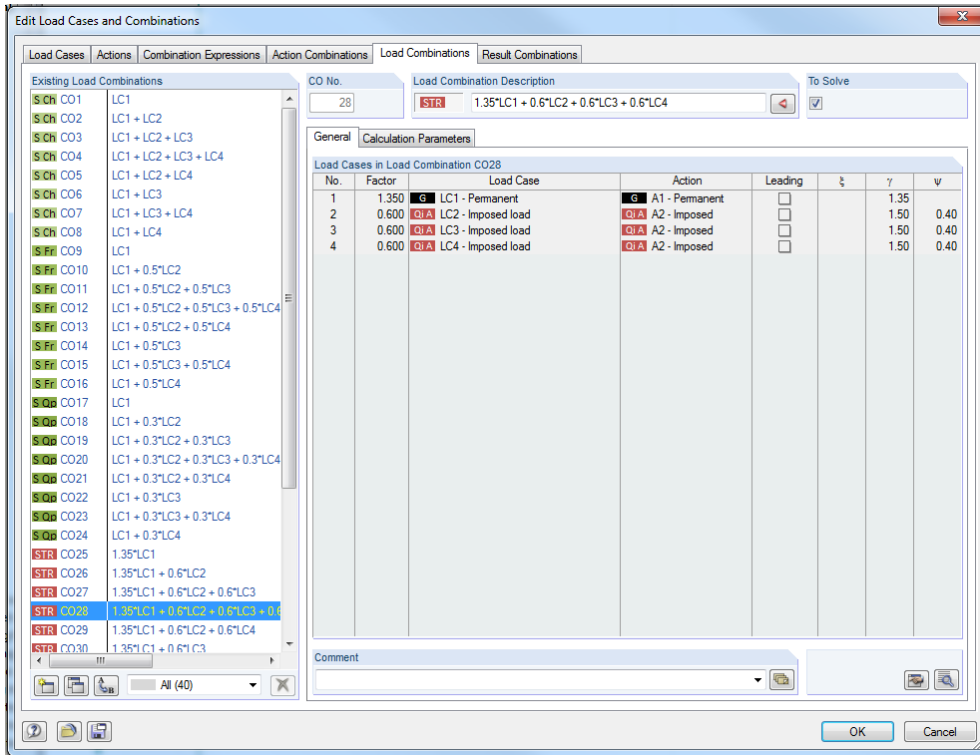 Edit Load Cases and Combinations
Load Cases Actions Combination Expressions Action Combinations Load Combinations Result Combinations
Existing Load Combinations
S Ch CO1 LC1
S Ch CO2 LC1 + LC2
S Ch CO3 LC1 + LC2 + LC3
S Ch CO4 LC1 + LC2 + LC3 + LC4
S Ch CO5 LC1 + LC2 + LC4
S Ch CO6 LC1 + LC3
S Ch CO7 LC1 + LC3 + LC4
S Ch CO8 LC1 + LC4
S Fr CO9 LC1
S Fr CO10 LC1 + 0.5*LC2
S Fr CO11 LC1 + 0.5*LC2 + 0.5*LC3
S Fr CO12 LC1 + 0.5*LC2 + 0.5*LC3 + 0.5*LC4
S Fr CO13 LC1 + 0.5*LC2 + 0.5*LC4
S Fr CO14 LC1 + 0.5*LC3
S Fr CO15 LC1 + 0.5*LC3 + 0.5*LC4
S Fr CO16 LC1 + 0.5*LC4
S Qp CO17 LC1
S Qp CO18 LC1 + 0.3*LC2
S Qp CO19 LC1 + 0.3*LC2 + 0.3*LC3
S Qp CO20 LC1 + 0.3*LC2 + 0.3*LC3 + 0.3*LC4
S Qp CO21 LC1 + 0.3*LC2 + 0.3*LC4
S Qp CO22 LC1 + 0.3*LC3
S Qp CO23 LC1 + 0.3*LC3 + 0.3*LC4
S Qp CO24 LC1 + 0.3*LC4
STR CO25 1.35*LC1
STR CO26 1.35*LC1 + 0.6*LC2
STR CO27 1.35*LC1 + 0.6*LC2 + 0.6*LC3
STR CO28 1.35*LC1 + 0.6*LC2 + 0.6*LC3 + 0.6
STR CO29 1.35*LC1 + 0.6*LC2 + 0.6*LC4
STR CO30 1.35*LC1 + 0.6*LC3
All (40)
CO No.
28
Load Combination Description
STR 1.35*LC1 + 0.6*LC2 + 0.6*LC3 + 0.6*LC4
To Solve
General Calculation Parameters
Load Cases in Load Combination CO28
No. Factor Load Case Action Leading ξ γ ψ
1 1.350 G LC1 - Permanent G A1 - Permanent 1.35
2 0.600 Qi A LC2 - Imposed load Qi A A2 - Imposed 1.50 0.40
3 0.600 Qi A LC3 - Imposed load Qi A A2 - Imposed 1.50 0.40
4 0.600 Qi A LC4 - Imposed load Qi A A2 - Imposed 1.50 0.40
Comment
OK Cancel